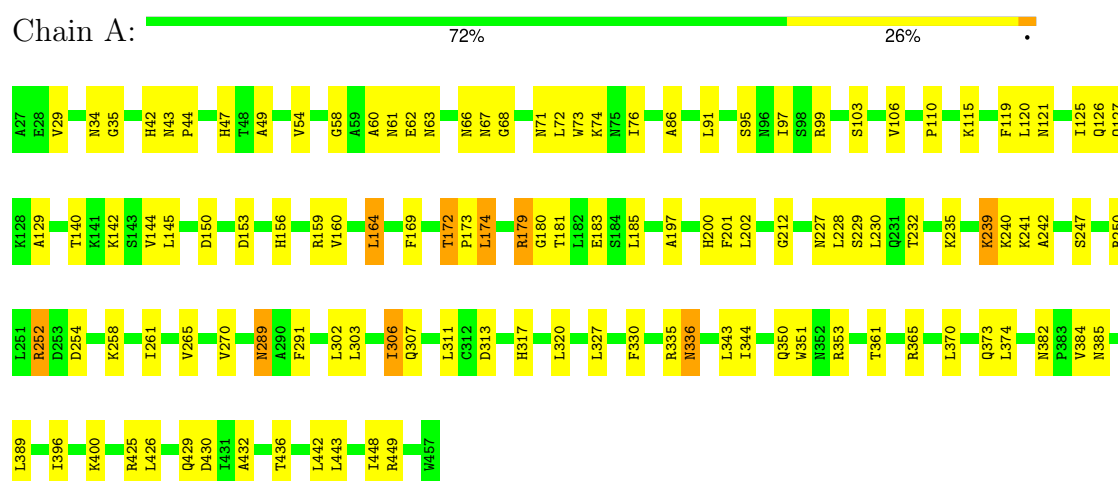 Chain A:
72% 26% •
A27 E28 V29 N34 G35 H42 N43 P44 H47 T48 A49 V54 G58 A59 A60 N61 E62 N63 N66 N67 G68 N71 L72 W73 K74 N75 I76 A86 L91 S95 N96 I97 S98 R99 S103 V106 P110 K115 F119 L120 N121 I125 Q126
K128 A129 T140 K141 K142 S143 V144 L145 D150 D153 H156 R159 V160 L164 F169 T172 P173 L174 R179 G180 T181 L182 E183 S184 L185 A197 H200 F201 L202 G212 N227 L228 S229 L230 Q231 T232 K235 K239 K240 K241 A242 S247
L251 R252 D253 D254 K258 I261 V265 V270 N289 A290 F291 L302 L303 I306 Q307 L311 C312 D313 H317 L320 L327 F330 R335 N336 L343 I344 Q350 W351 N352 R353 T361 R365 L370 Q373 L374 N382 P383 V384 N385
L389 I396 K400 R425 L426 Q429 D430 I431 A432 T436 L442 L443 I448 R449 W457